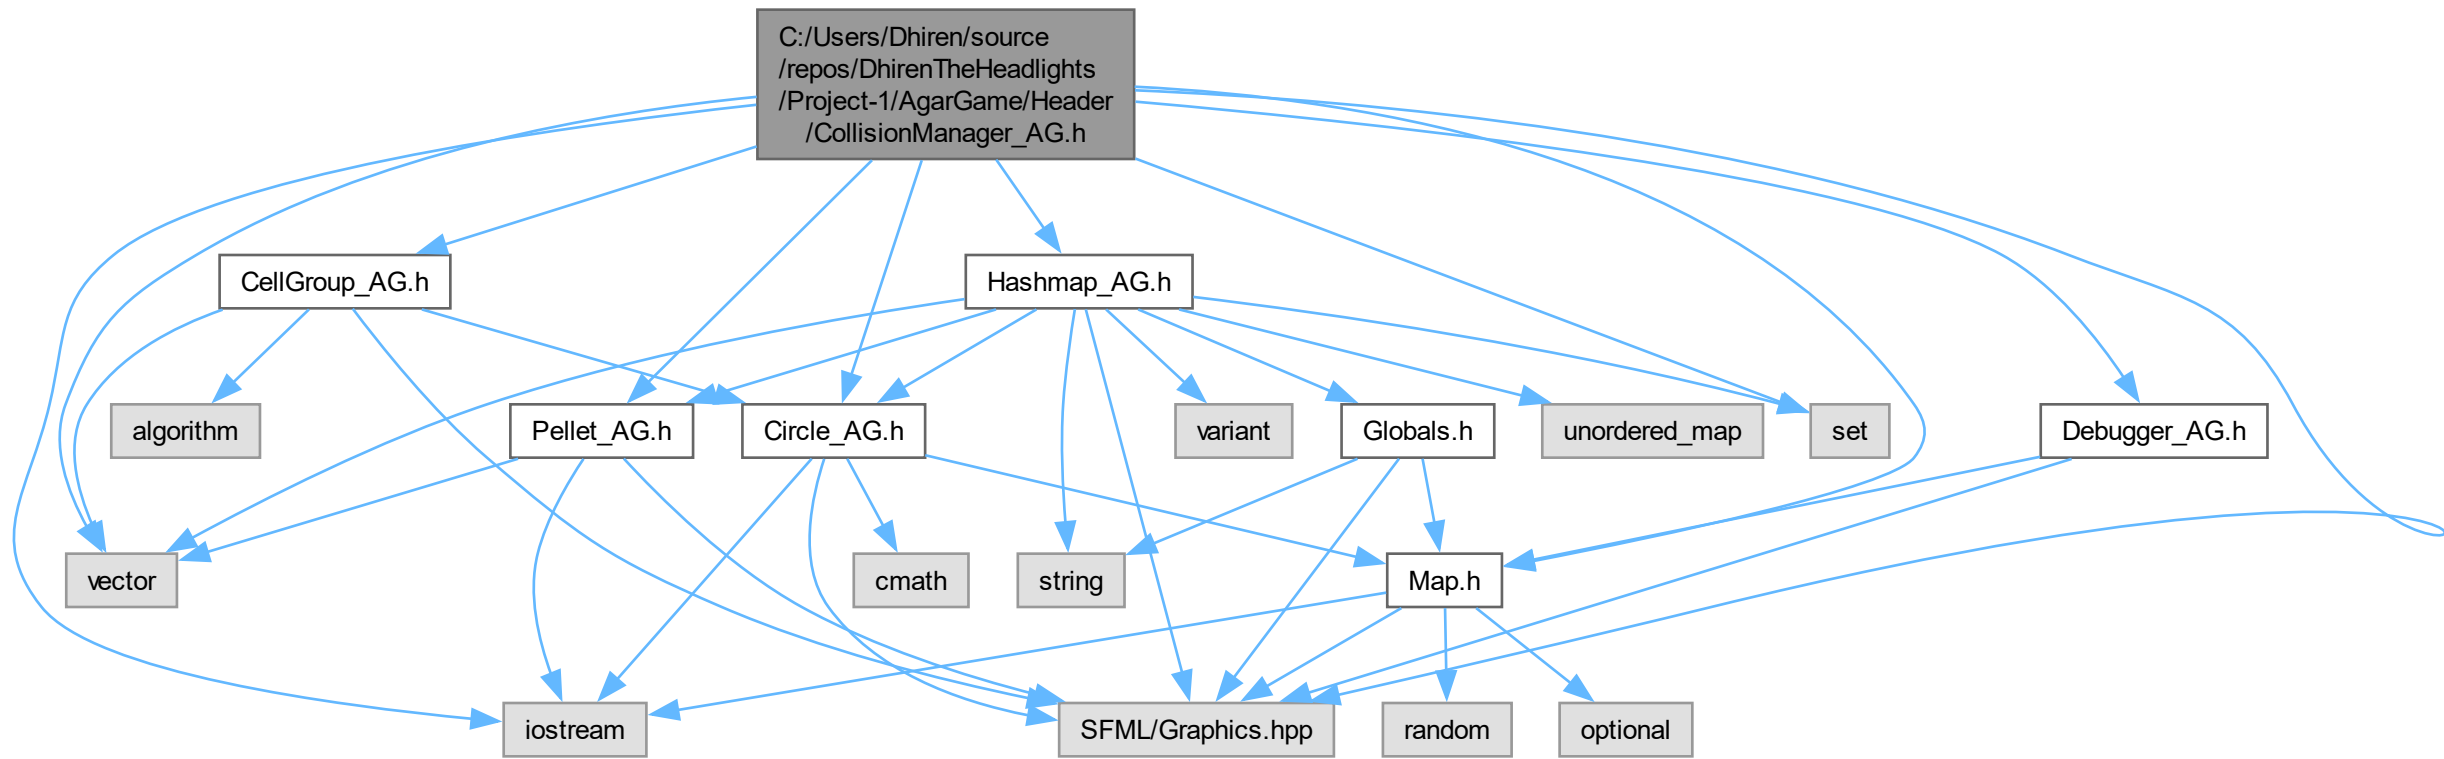 C:/Users/Dhiren/source
/repos/DhirenTheHeadlights
/Project-1/AgarGame/Header
/CollisionManager_AG.h
CellGroup_AG.h
Hashmap_AG.h
algorithm
Pellet_AG.h
Circle_AG.h
variant
Globals.h
unordered_map
set
Debugger_AG.h
vector
cmath
string
Map.h
iostream
SFML/Graphics.hpp
random
optional